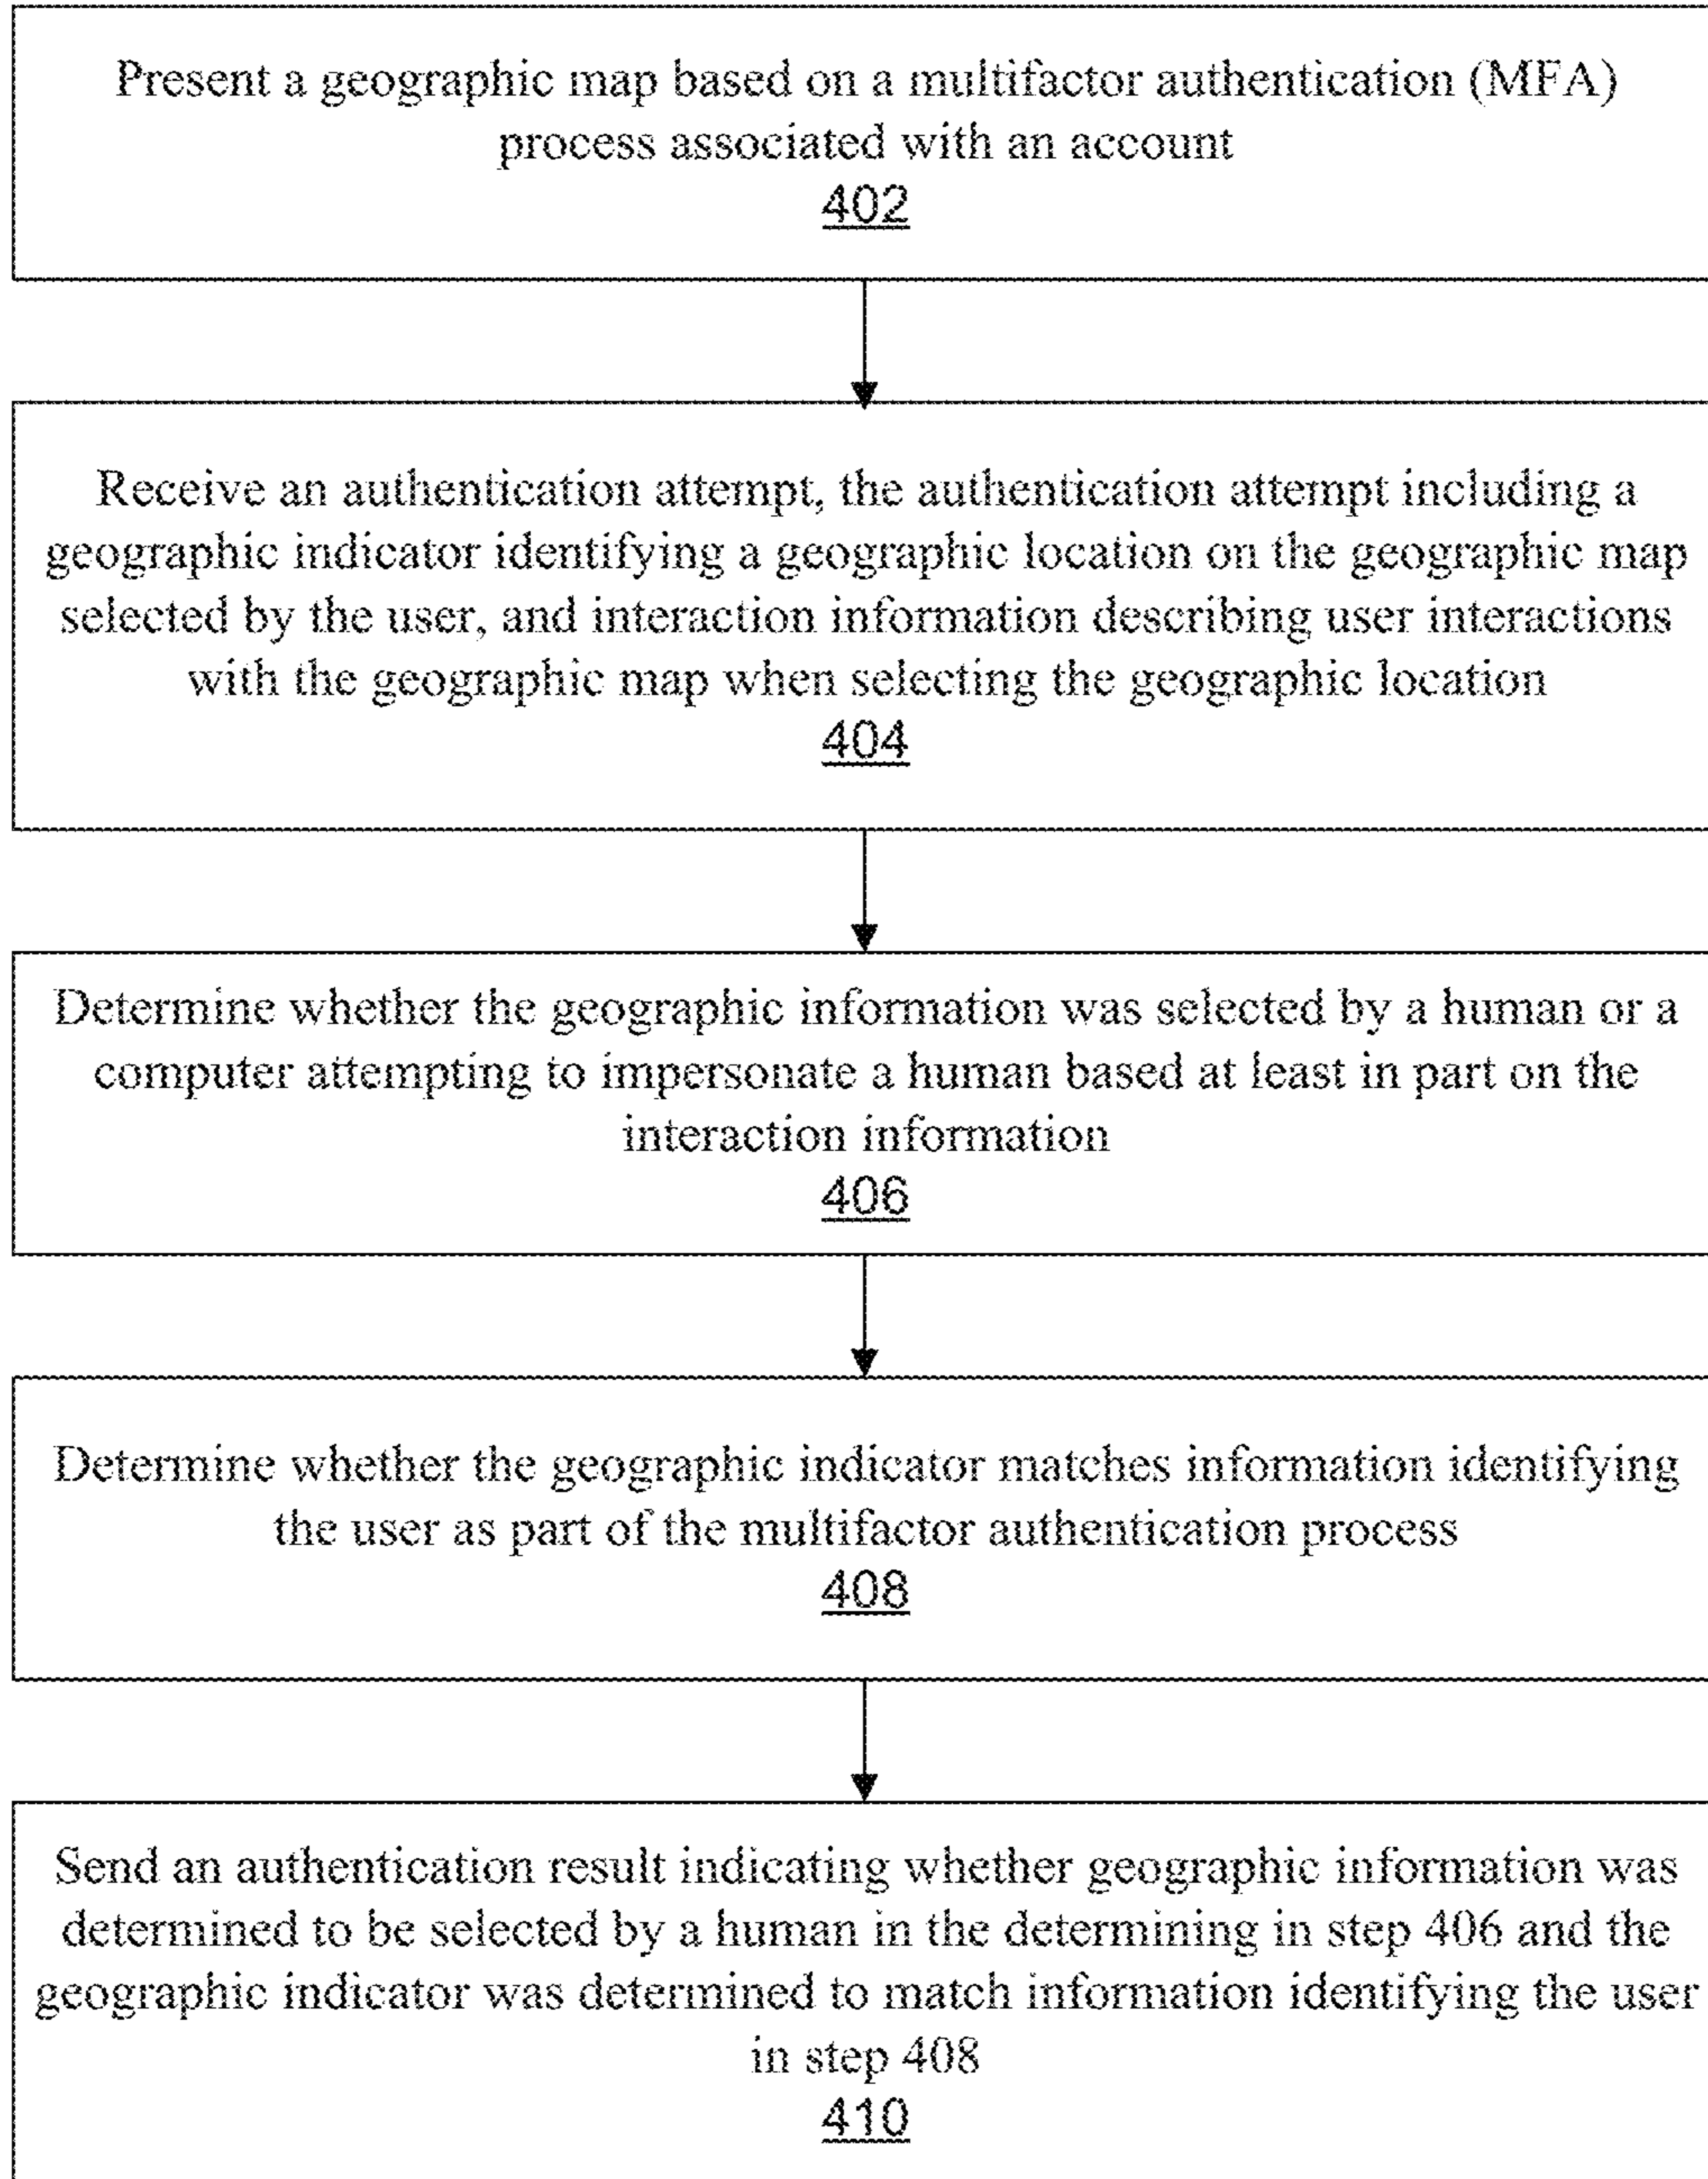 Present a geographic map based on a multifactor authentication (MFA)
process associated with an account
402
Receive an authentication attempt, the authentication attempt including a
geographic indicator identifying a geographic location on the geographic map
selected by the user, and interaction information describing user interactions
with the geographic map when selecting the geographic location
404
Determine whether the geographic information was selected by a human or a
computer attempting to impersonate a human based at least in part on the
interaction information
406
Determine whether the geographic indicator matches information identifying
the user as part of the multifactor authentication process
408
Send an authentication result indicating whether geographic information was
determined to be selected by a human in the determining in step 406 and the
geographic indicator was determined to match information identifying the user
in step 408
410